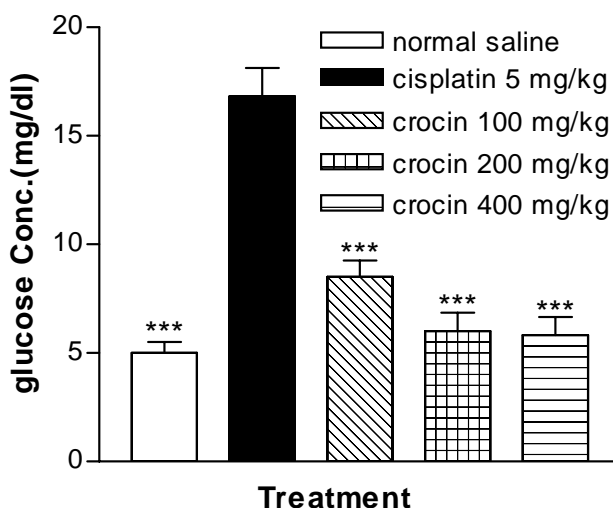 20
15
10
5
0
glucose Conc.(mg/dl)
normal saline
cisplatin 5 mg/kg
crocin 100 mg/kg
crocin 200 mg/kg
crocin 400 mg/kg
***
***
***
***
Treatment